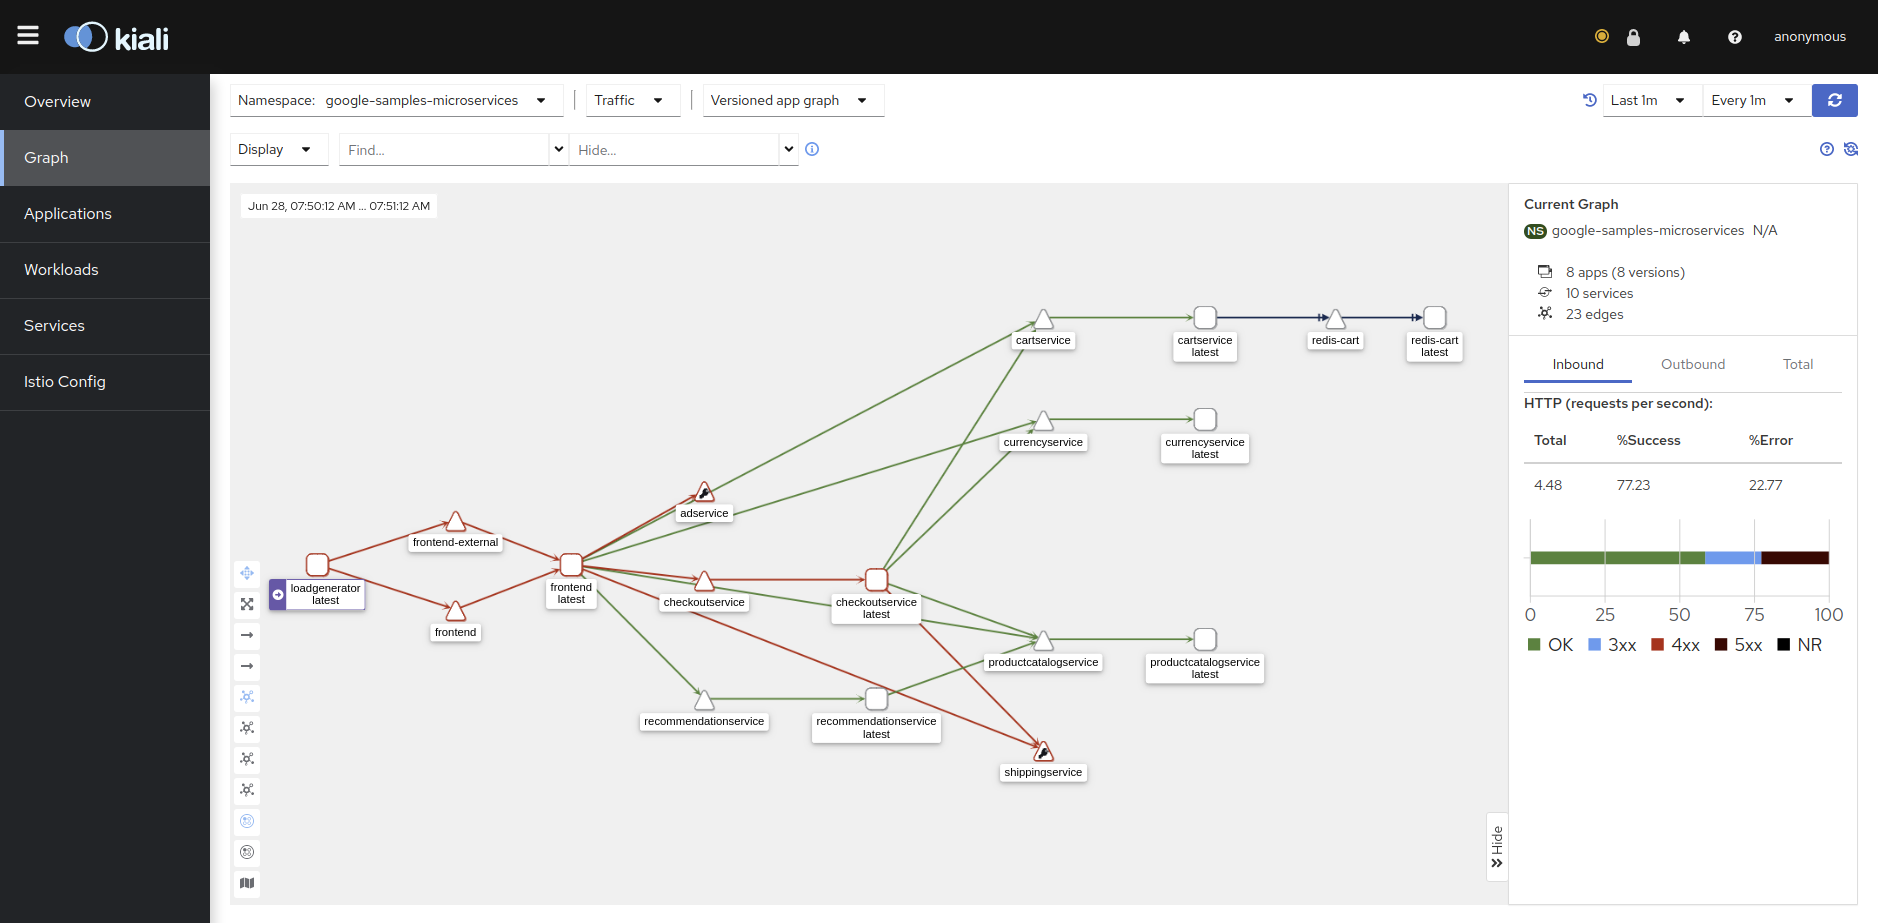 kiali
anonymous
Overview
Graph
Applications
Workloads
Services
Istio Config
Namespace: google-samples-microservices
Traffic
Versioned app graph
Last 1m
Every 1m
Display
Find...
Hide...
Jun 28, 07:50:12 AM ... 07:51:12 AM
cartservice
cartservice
latest
redis-cart
redis-cart
latest
currencyservice
currencyservice
latest
adservice
frontend-external
loadgenerator
latest
frontend
latest
checkoutservice
checkoutservice
latest
frontend
productcatalogservice
productcatalogservice
latest
recommendationservice
recommendationservice
latest
shippingservice
Hide
Current Graph
NS google-samples-microservices N/A
8 apps (8 versions)
10 services
23 edges
Inbound Outbound Total
HTTP (requests per second):
Total %Success %Error
4.48 77.23 22.77
0 25 50 75 100
OK 3xx 4xx 5xx NR